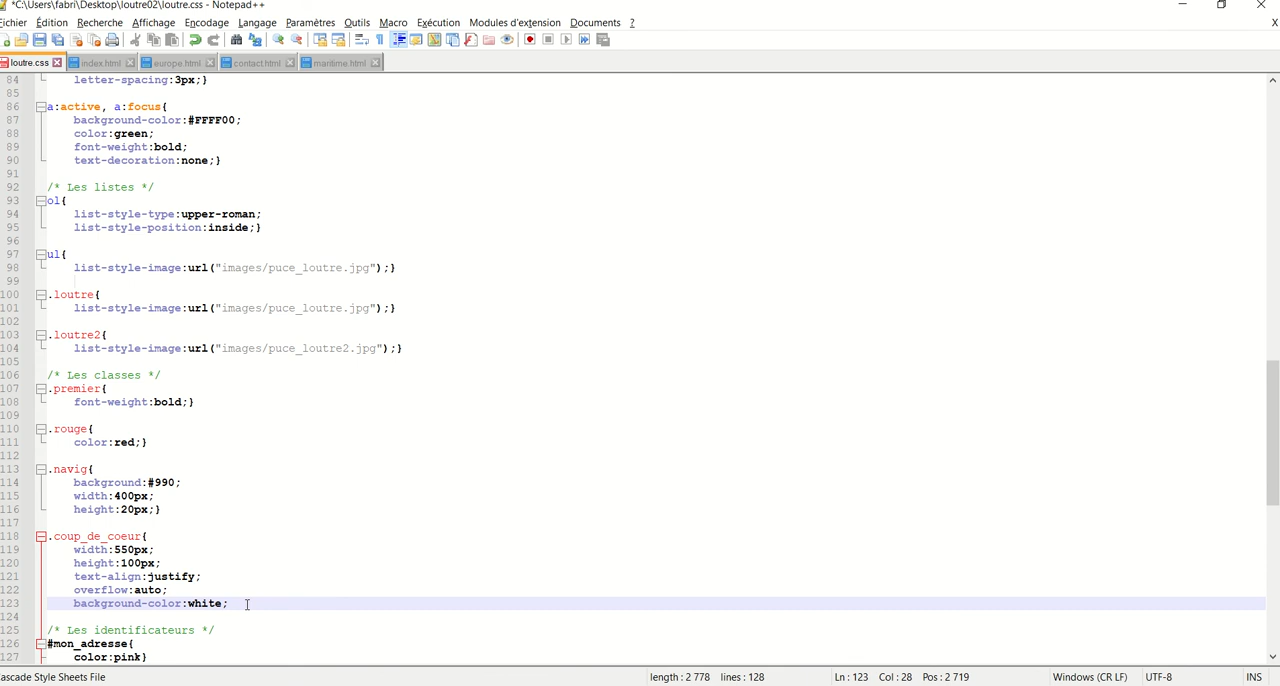 *C:\Users\fabri\Desktop\loutre02\loutre.css - Notepad++
ichier Édition Recherche Affichage Encodage Langage Paramètres Outils Macro Exécution Modules d'extension Documents ? X
loutre.css index.html europe.html contact.html maritime.html
84 letter-spacing:3px;}
85
86 a:active, a:focus{
87 background-color:#FFFF00;
88 color:green;
89 font-weight:bold;
90 text-decoration:none;}
91
92 /* Les listes */
93 ol{
94 list-style-type:upper-roman;
95 list-style-position:inside;}
96
97 ul{
98 list-style-image:url("images/puce_loutre.jpg");}
99
100 .loutre{
101 list-style-image:url("images/puce_loutre.jpg");}
102
103 .loutre2{
104 list-style-image:url("images/puce_loutre2.jpg");}
105
106 /* Les classes */
107 .premier{
108 font-weight:bold;}
109
110 .rouge{
111 color:red;}
112
113 .navig{
114 background:#990;
115 width:400px;
116 height:20px;}
117
118 .coup_de_coeur{
119 width:550px;
120 height:100px;
121 text-align:justify;
122 overflow:auto;
123 background-color:white;
124
125 /* Les identificateurs */
126 #mon_adresse{
127 color:pink}
ascade Style Sheets File length : 2 778 lines : 128 Ln : 123 Col : 28 Pos : 2 719 Windows (CR LF) UTF-8 INS